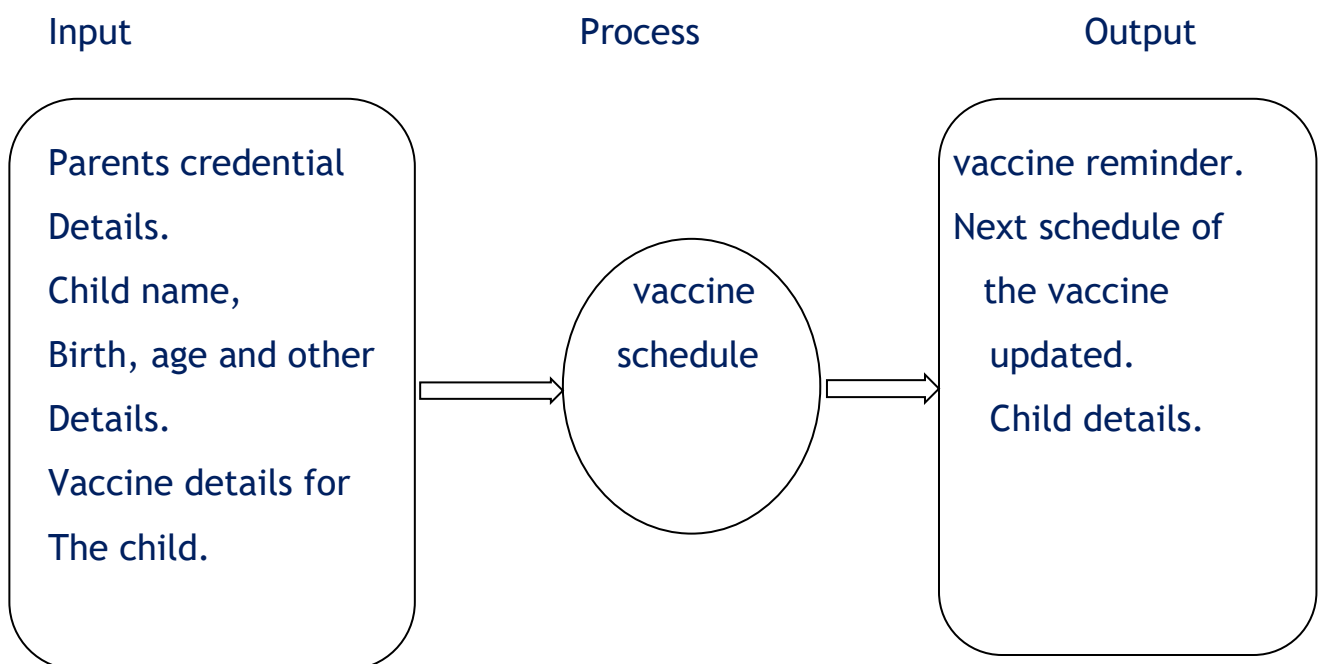 Input
Process
Output
Parents credential
Details.
Child name,
Birth, age and other
Details.
Vaccine details for
The child.
vaccine
schedule
vaccine reminder.
Next schedule of
the vaccine
updated.
Child details.